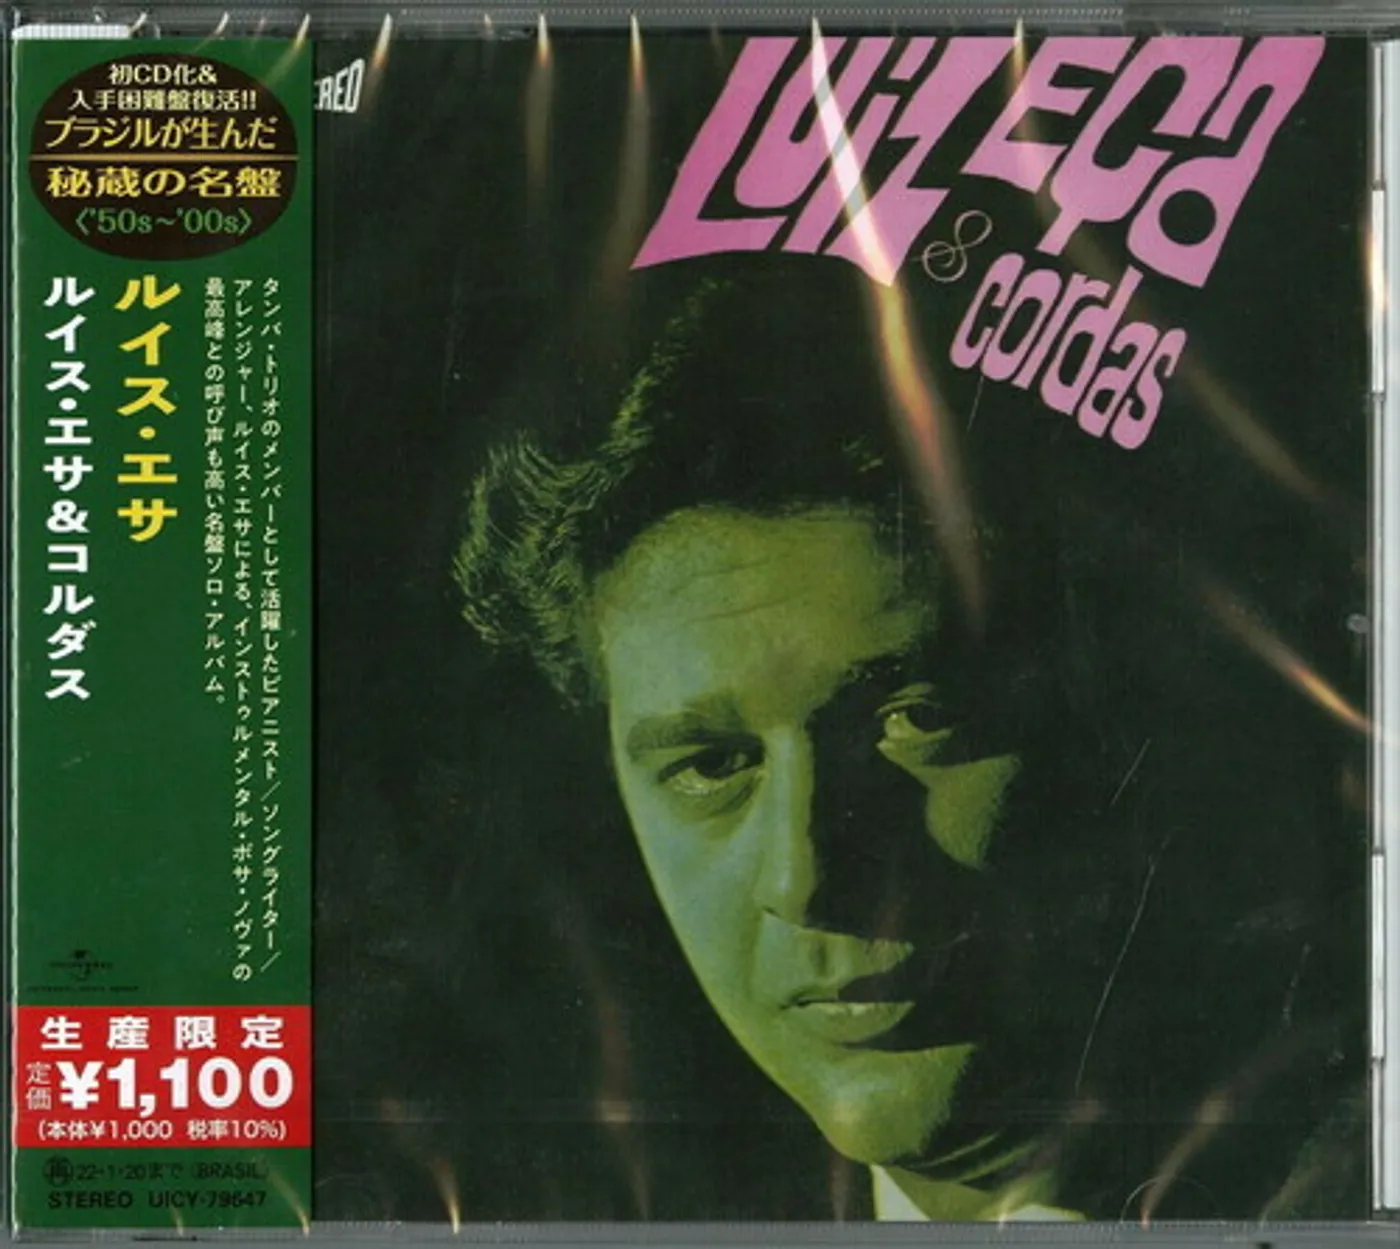 初CD化&
入手困難盤復活!!
ブラジルが生んだ
秘蔵の名盤
〈'50s~'00s〉
ルイス・エサ
ルイス・エサ&コルダス
タンバ・トリオのメンバーとして活躍したピアニスト/ソングライター/
アレンジャー、ルイス・エサによる、インストゥルメンタル・ボサ・ノヴァの
最高峰との呼び声も高い名盤ソロ・アルバム。
生産限定
定価 ¥1,100
(本体¥1,000 税率10%)
再 22・1・20まで (BRASIL)
STEREO UICY-79647
EREO
Luiz Eça
& cordas